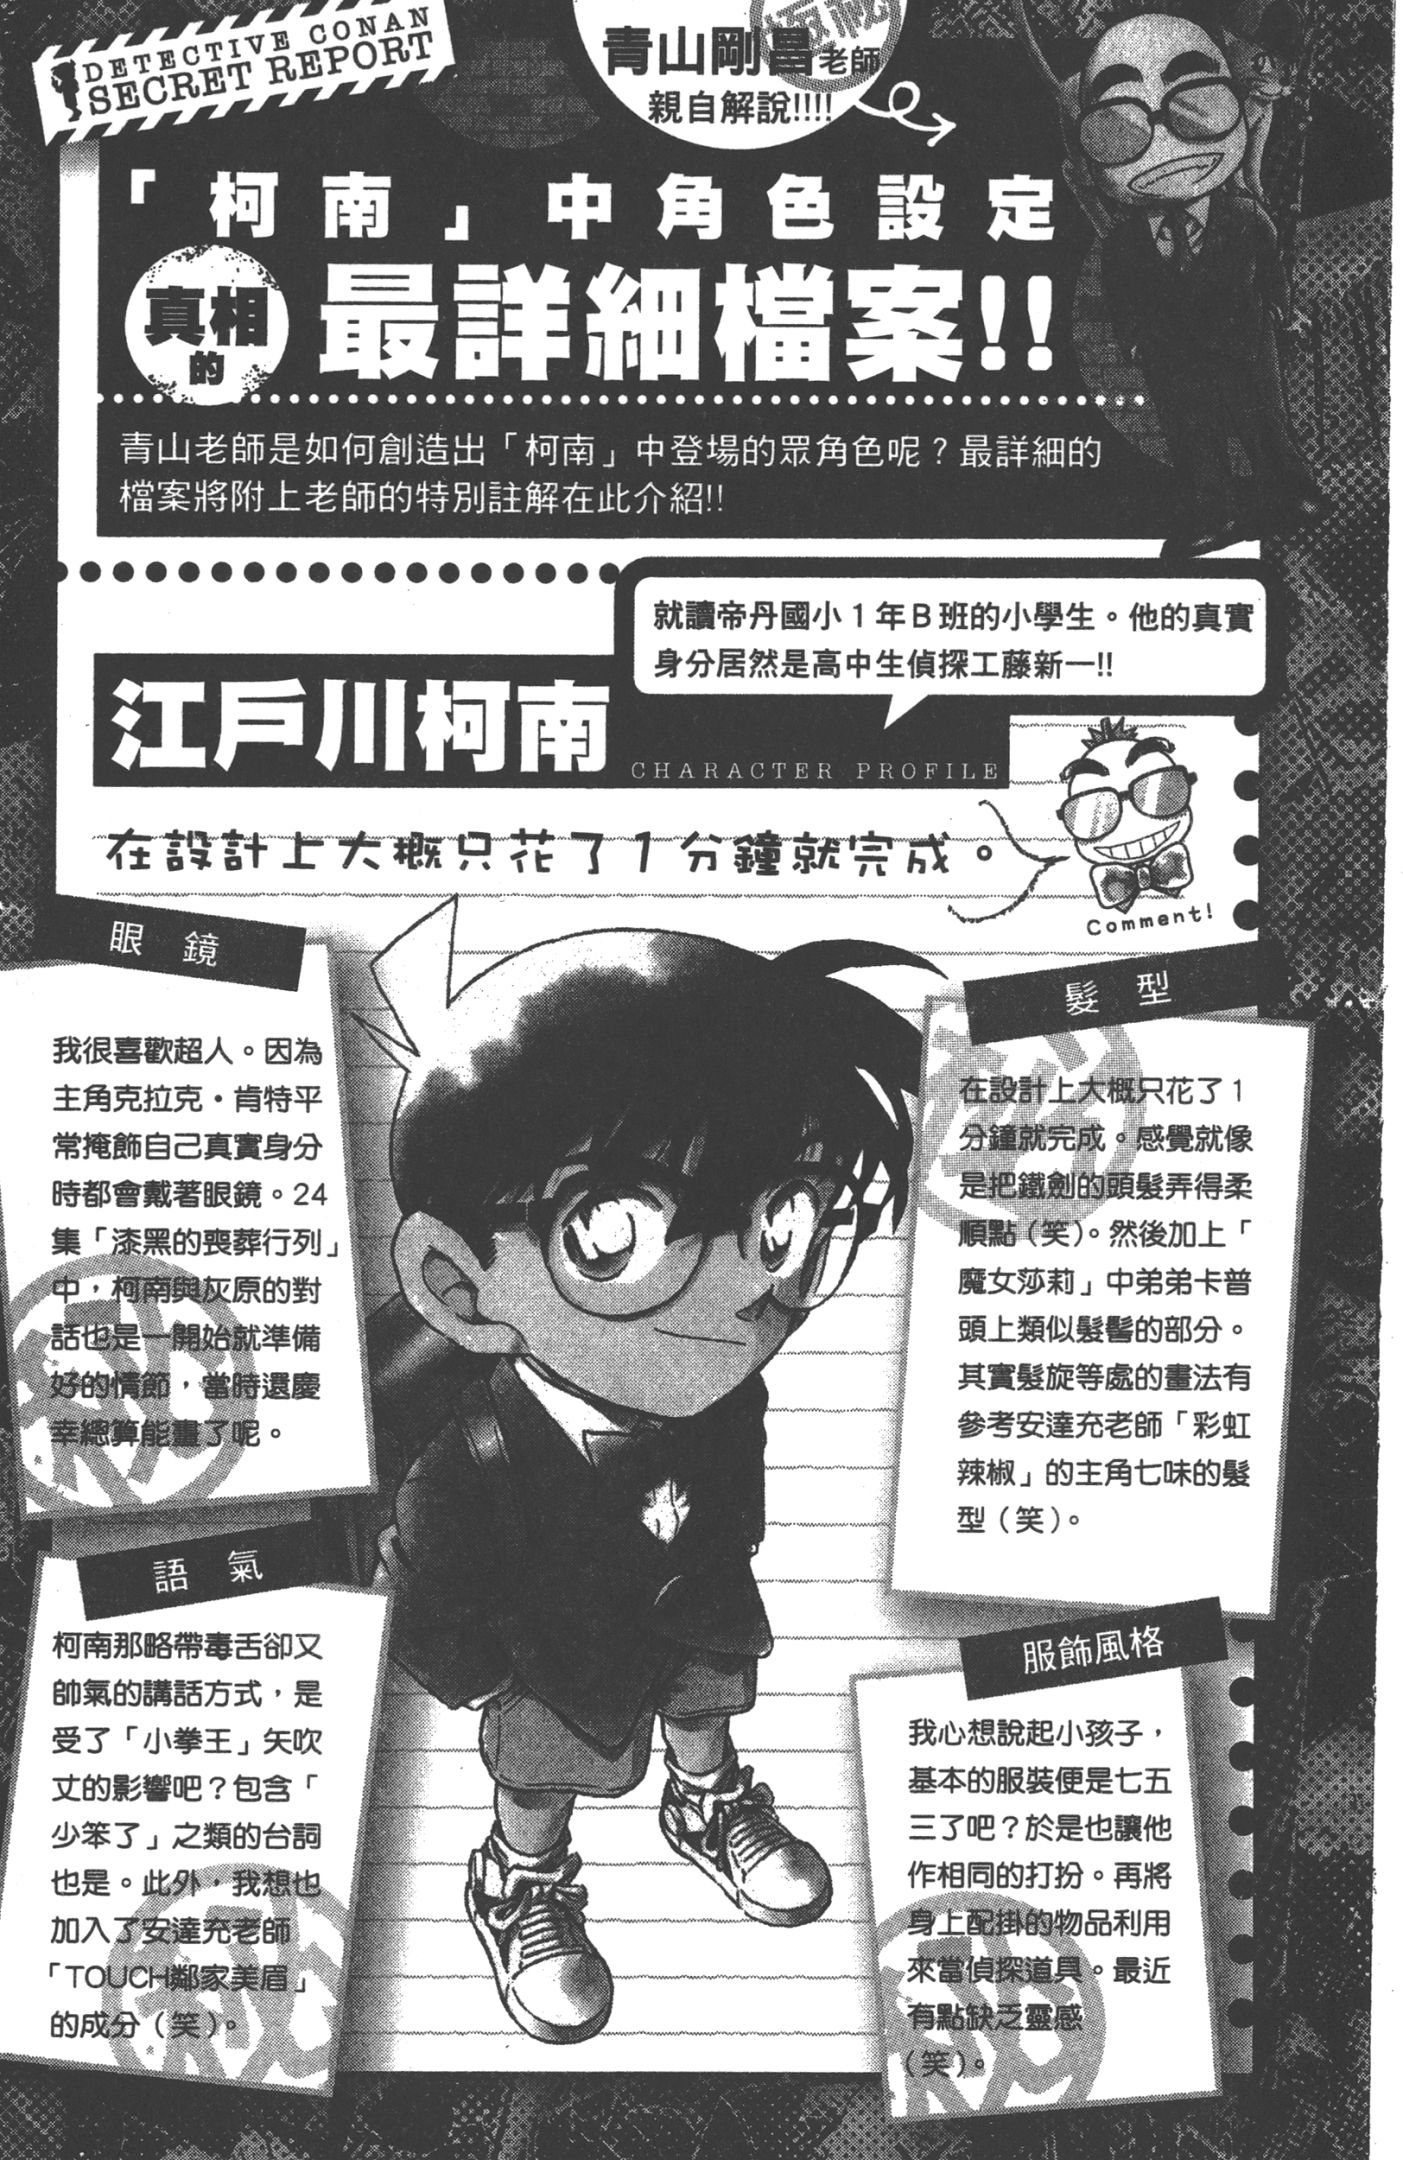 DETECTIVE CONAN
SECRET REPORT
極秘
青山剛昌老師
親自解說!!!!
「柯南」中角色設定
真相的
最詳細檔案!!
青山老師是如何創造出「柯南」中登場的眾角色呢？最詳細的
檔案將附上老師的特別註解在此介紹!!
就讀帝丹國小1年B班的小學生。他的真實
身分居然是高中生偵探工藤新一!!
江戶川柯南
CHARACTER PROFILE
在設計上大概只花了1分鐘就完成。
Comment!
眼鏡
我很喜歡超人。因為
主角克拉克・肯特平
常掩飾自己真實身分
時都會戴著眼鏡。24
集「漆黑的喪葬行列」
中，柯南與灰原的對
話也是一開始就準備
好的情節，當時還慶
幸總算能畫了呢。
秘
髮型
在設計上大概只花了1
分鐘就完成。感覺就像
是把鐵劍的頭髮弄得柔
順點（笑）。然後加上「
魔女莎莉」中弟弟卡普
頭上類似髮髻的部分。
其實髮旋等處的畫法有
參考安達充老師「彩虹
辣椒」的主角七味的髮
型（笑）。
秘
語氣
柯南那略帶毒舌卻又
帥氣的講話方式，是
受了「小拳王」矢吹
丈的影響吧？包含「
少笨了」之類的台詞
也是。此外，我想也
加入了安達充老師
「TOUCH鄰家美眉」
的成分（笑）。
秘
服飾風格
我心想說起小孩子，
基本的服裝便是七五
三了吧？於是也讓他
作相同的打扮。再將
身上配掛的物品利用
來當偵探道具。最近
有點缺乏靈感
（笑）。
秘